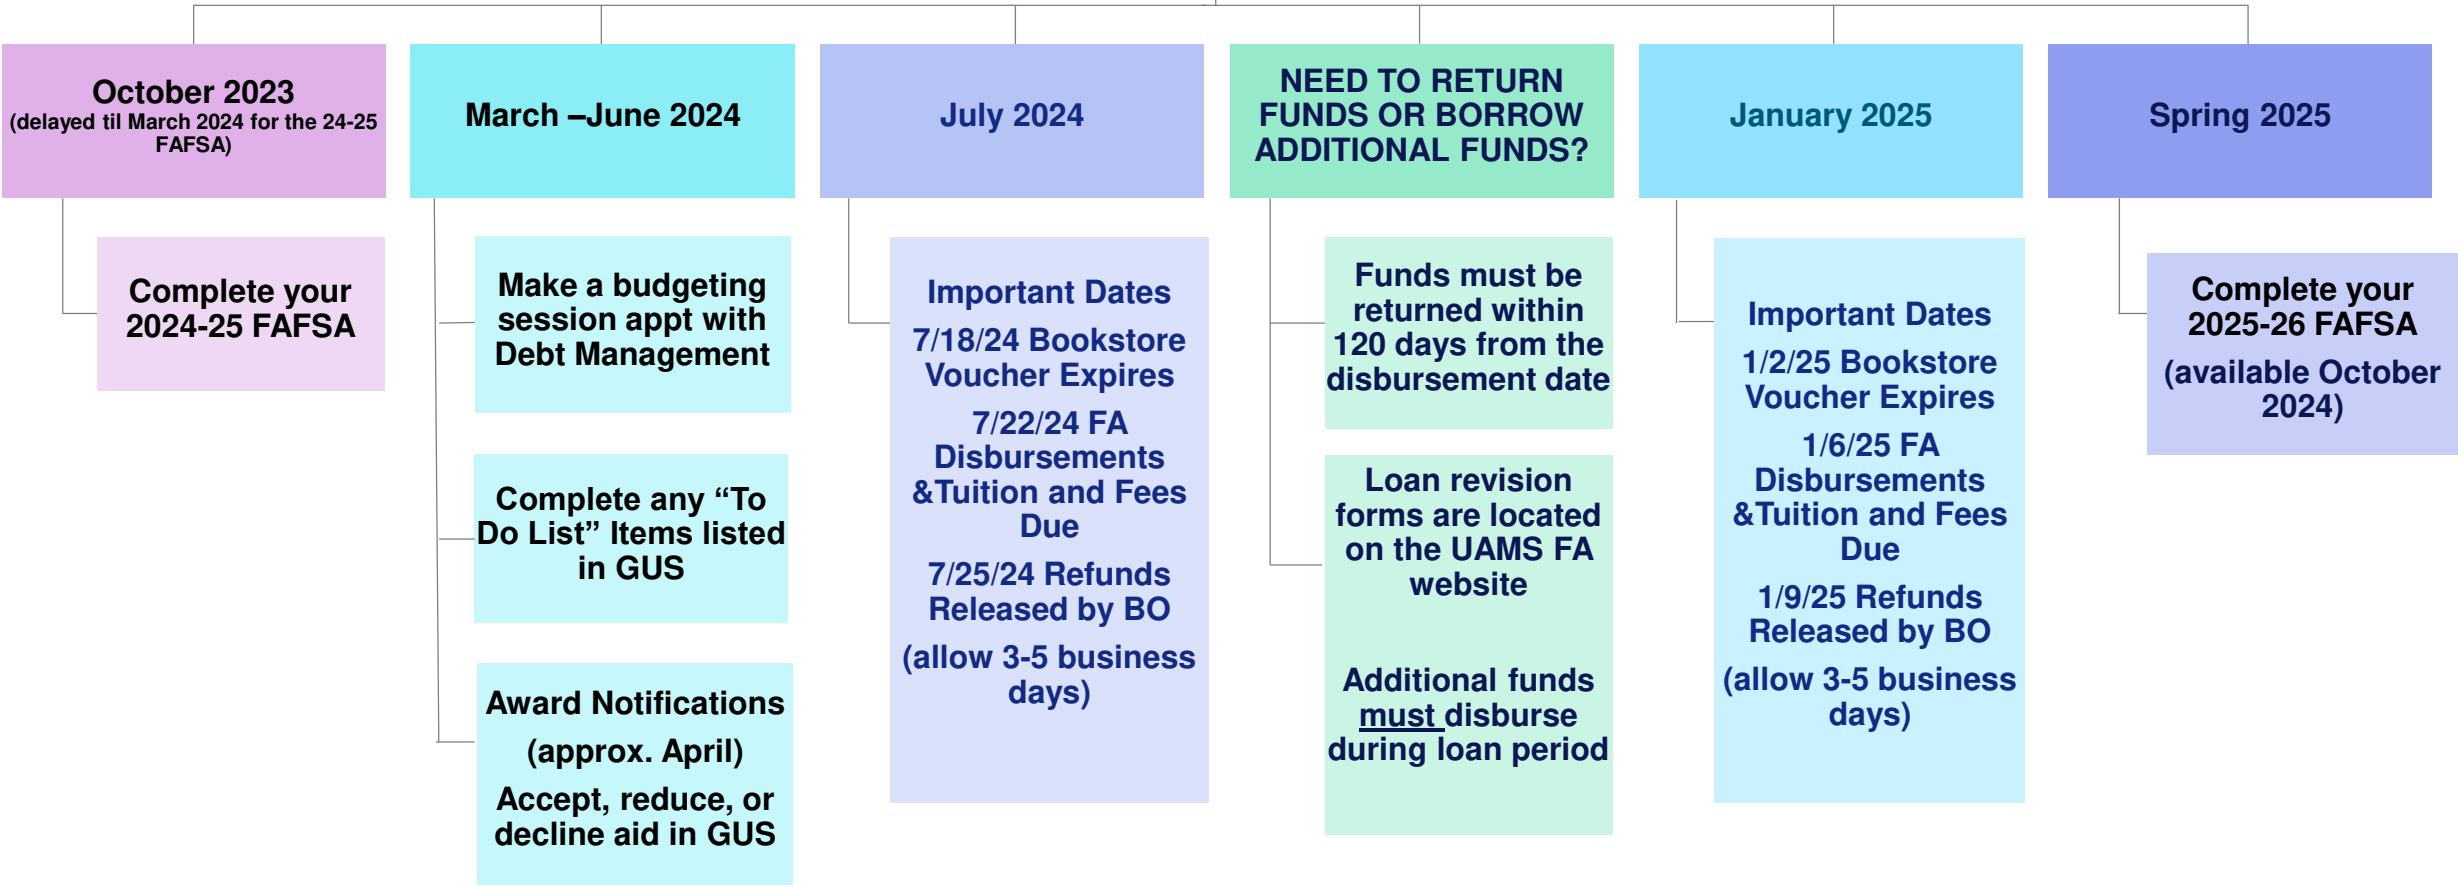 October 2023
(delayed til March 2024 for the 24-25
FAFSA)
Complete your
2024-25 FAFSA
March –June 2024
Make a budgeting
session appt with
Debt Management
Complete any “To
Do List” Items listed
in GUS
Award Notifications
(approx. April)
Accept, reduce, or
decline aid in GUS
July 2024
Important Dates
7/18/24 Bookstore
Voucher Expires
7/22/24 FA
Disbursements
&Tuition and Fees
Due
7/25/24 Refunds
Released by BO
(allow 3-5 business
days)
NEED TO RETURN
FUNDS OR BORROW
ADDITIONAL FUNDS?
Funds must be
returned within
120 days from the
disbursement date
Loan revision
forms are located
on the UAMS FA
website
Additional funds
must disburse
during loan period
January 2025
Important Dates
1/2/25 Bookstore
Voucher Expires
1/6/25 FA
Disbursements
&Tuition and Fees
Due
1/9/25 Refunds
Released by BO
(allow 3-5 business
days)
Spring 2025
Complete your
2025-26 FAFSA
(available October
2024)